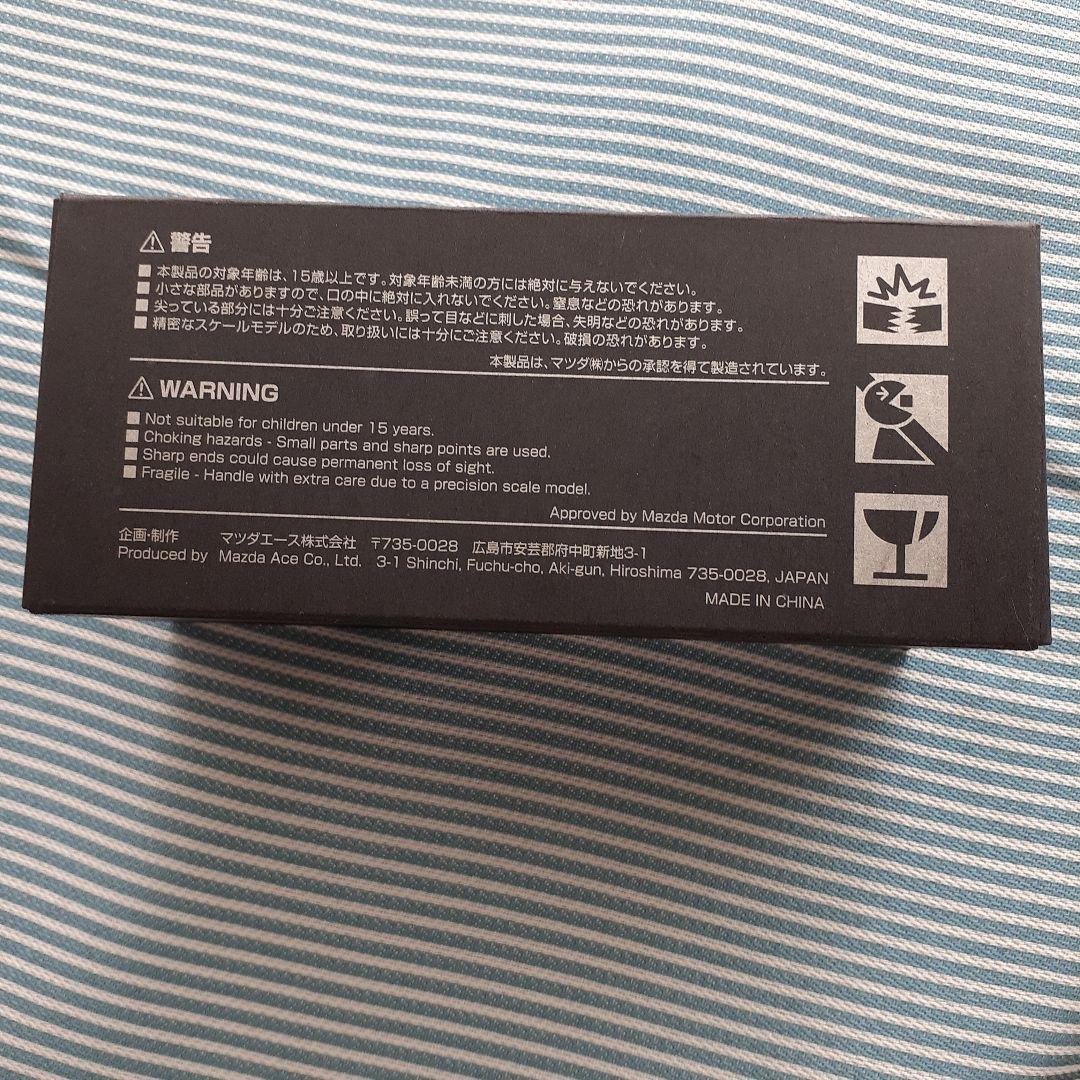 ⚠ 警告
■ 本製品の対象年齢は、15歳以上です。対象年齢未満の方には絶対に与えないでください。
■ 小さな部品がありますので、口の中に絶対に入れないでください。窒息などの恐れがあります。
■ 尖っている部分には十分ご注意ください。誤って目などに刺した場合、失明などの恐れがあります。
■ 精密なスケールモデルのため、取り扱いには十分にご注意ください。破損の恐れがあります。
本製品は、マツダ㈱からの承認を得て製造されています。
⚠ WARNING
■ Not suitable for children under 15 years.
■ Choking hazards - Small parts and sharp points are used.
■ Sharp ends could cause permanent loss of sight.
■ Fragile - Handle with extra care due to a precision scale model.
Approved by Mazda Motor Corporation
企画・制作 マツダエース株式会社 〒735-0028 広島市安芸郡府中町新地3-1
Produced by Mazda Ace Co., Ltd. 3-1 Shinchi, Fuchu-cho, Aki-gun, Hiroshima 735-0028, JAPAN
MADE IN CHINA